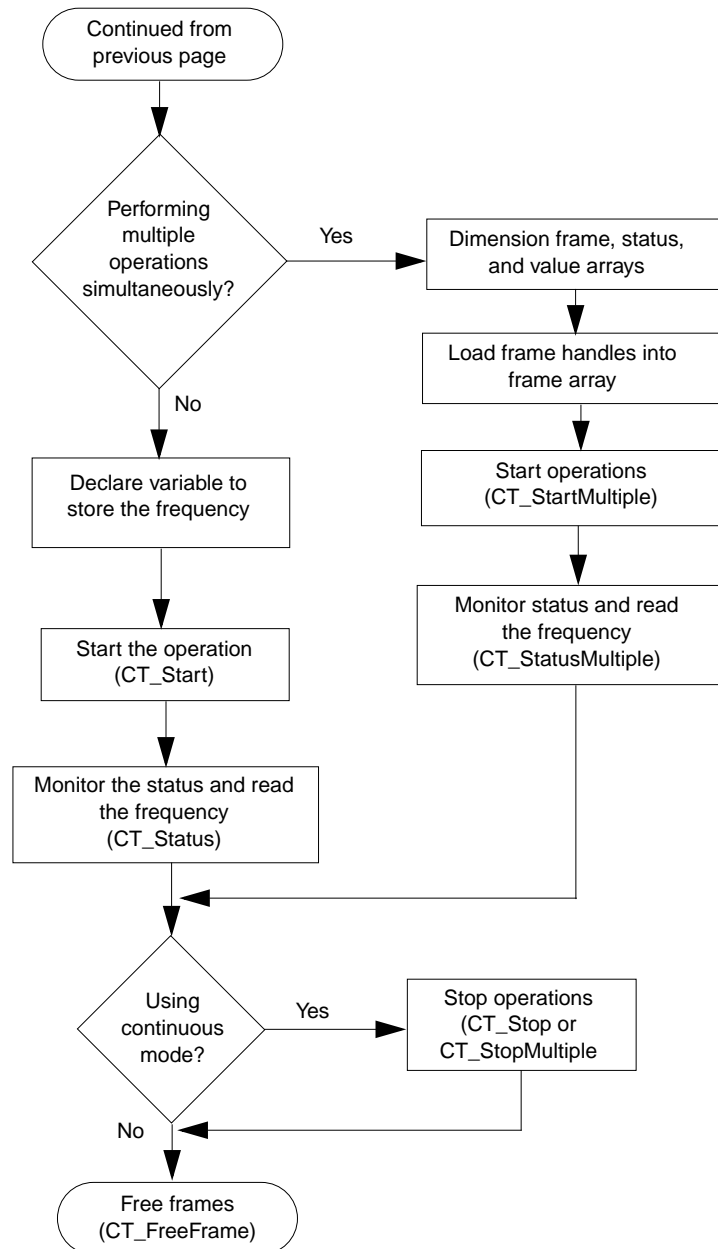 Continued from
previous page
Performing
multiple
operations
simultaneously?
Yes
Dimension frame, status,
and value arrays
Load frame handles into
frame array
No
Start operations
(CT_StartMultiple)
Declare variable to
store the frequency
Monitor status and read
the frequency
(CT_StatusMultiple)
Start the operation
(CT_Start)
Monitor the status and read
the frequency
(CT_Status)
Using
continuous
mode?
Yes
Stop operations
(CT_Stop or
CT_StopMultiple
No
Free frames
(CT_FreeFrame)